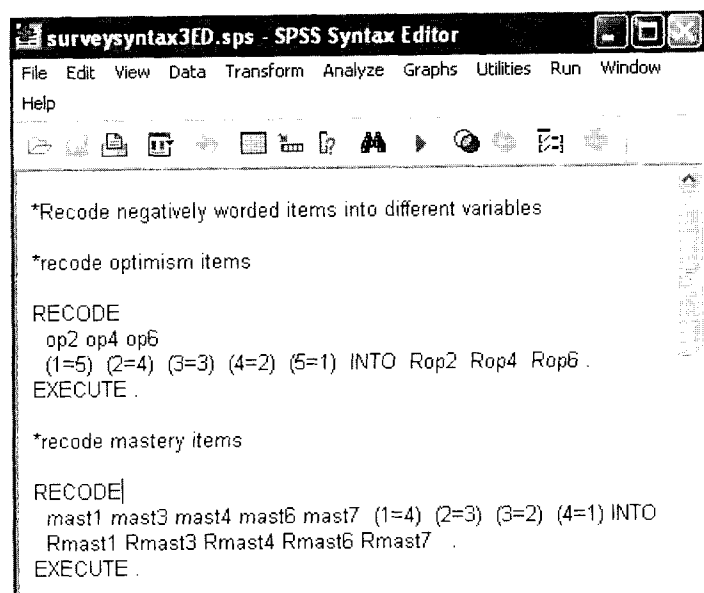 surveysyntax3ED.sps - SPSS Syntax Editor
File Edit View Data Transform Analyze Graphs Utilities Run Window
Help
*Recode negatively worded items into different variables
*recode optimism items
RECODE
op2 op4 op6
(1=5) (2=4) (3=3) (4=2) (5=1) INTO Rop2 Rop4 Rop6 .
EXECUTE .
*recode mastery items
RECODE
mast1 mast3 mast4 mast6 mast7 (1=4) (2=3) (3=2) (4=1) INTO
Rmast1 Rmast3 Rmast4 Rmast6 Rmast7 .
EXECUTE .